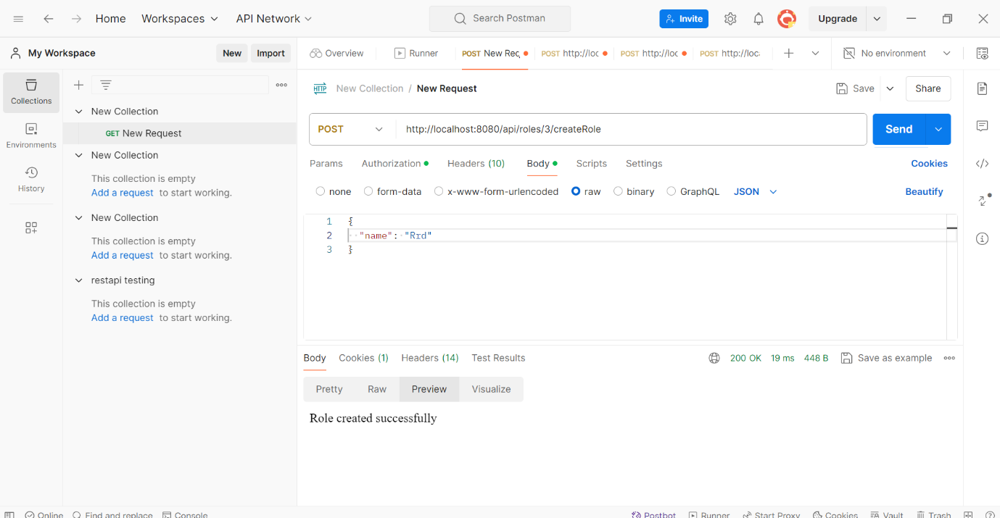 Home Workspaces API Network Search Postman Invite Upgrade
My Workspace New Import Overview Runner POST New Rec POST http://loc POST http://loc POST http://loca No environment
Collections
Environments
History
New Collection
GET New Request
New Collection
This collection is empty
Add a request to start working.
New Collection
This collection is empty
Add a request to start working.
restapi testing
This collection is empty
Add a request to start working.
HTTP New Collection / New Request Save Share
POST http://localhost:8080/api/roles/3/createRole Send
Params Authorization Headers (10) Body Scripts Settings Cookies
none form-data x-www-form-urlencoded raw binary GraphQL JSON Beautify
1 {
2 "name": "Rrd"
3 }
Body Cookies (1) Headers (14) Test Results 200 OK 19 ms 448 B Save as example
Pretty Raw Preview Visualize
Role created successfully
Online Find and replace Console Postbot Runner Start Proxy Cookies Vault Trash